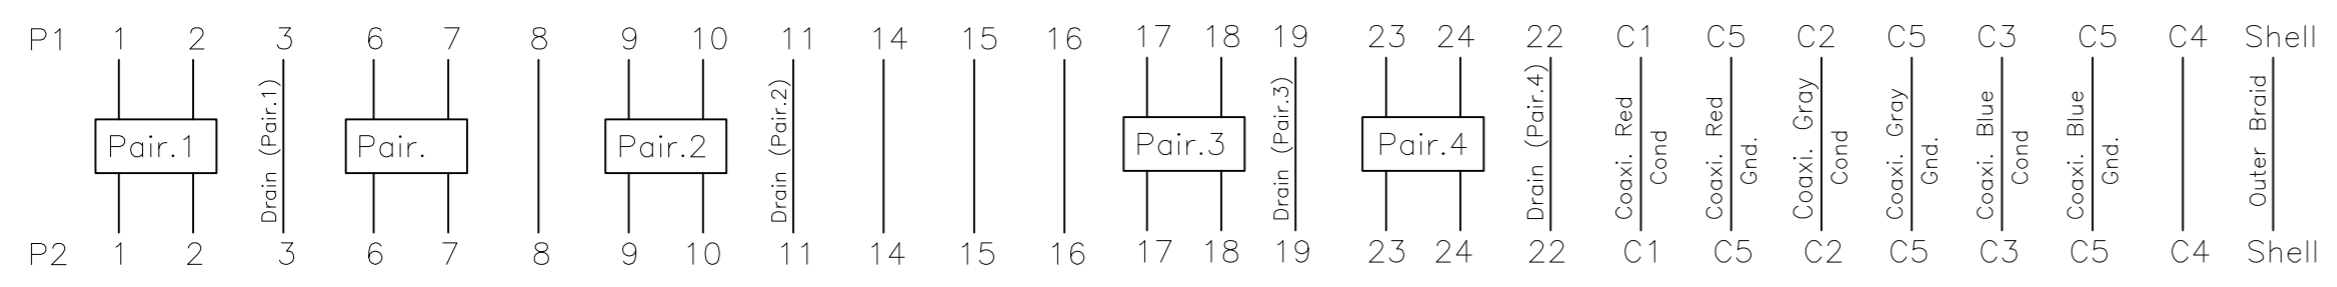 P1 1 2 3 6 7 8 9 10 11 14 15 16 17 18 19 23 24 22 C1 C5 C2 C5 C3 C5 C4 Shell
Pair.1
Drain (Pair.1)
Pair.
Pair.2
Drain (Pair.2)
Pair.3
Drain (Pair.3)
Pair.4
Drain (Pair.4)
Coaxi. Red
Cond
Coaxi. Red
Gnd.
Coaxi. Gray
Cond
Coaxi. Gray
Gnd.
Coaxi. Blue
Cond
Coaxi. Blue
Gnd.
Outer Braid
P2 1 2 3 6 7 8 9 10 11 14 15 16 17 18 19 23 24 22 C1 C5 C2 C5 C3 C5 C4 Shell